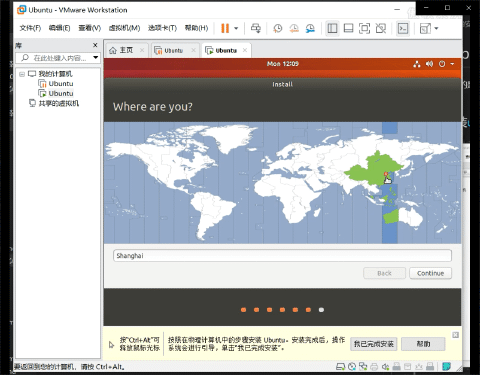 Ubuntu - VMware Workstation
文件(F) 编辑(E) 查看(V) 虚拟机(M) 选项卡(T) 帮助(H)
库
在此处键入内容...
我的计算机
Ubuntu
Ubuntu
共享的虚拟机
主页
Ubuntu
Ubuntu
Mon 12:09
Install
Where are you?
Shanghai
Back
Continue
按"Ctrl+Alt"可
释放鼠标光标
按照在物理计算机中的步骤安装 Ubuntu。安装完成后，操作
系统会进行引导，单击"我已完成安装"。
我已完成安装
帮助
要返回到您的计算机，请按 Ctrl+Alt。